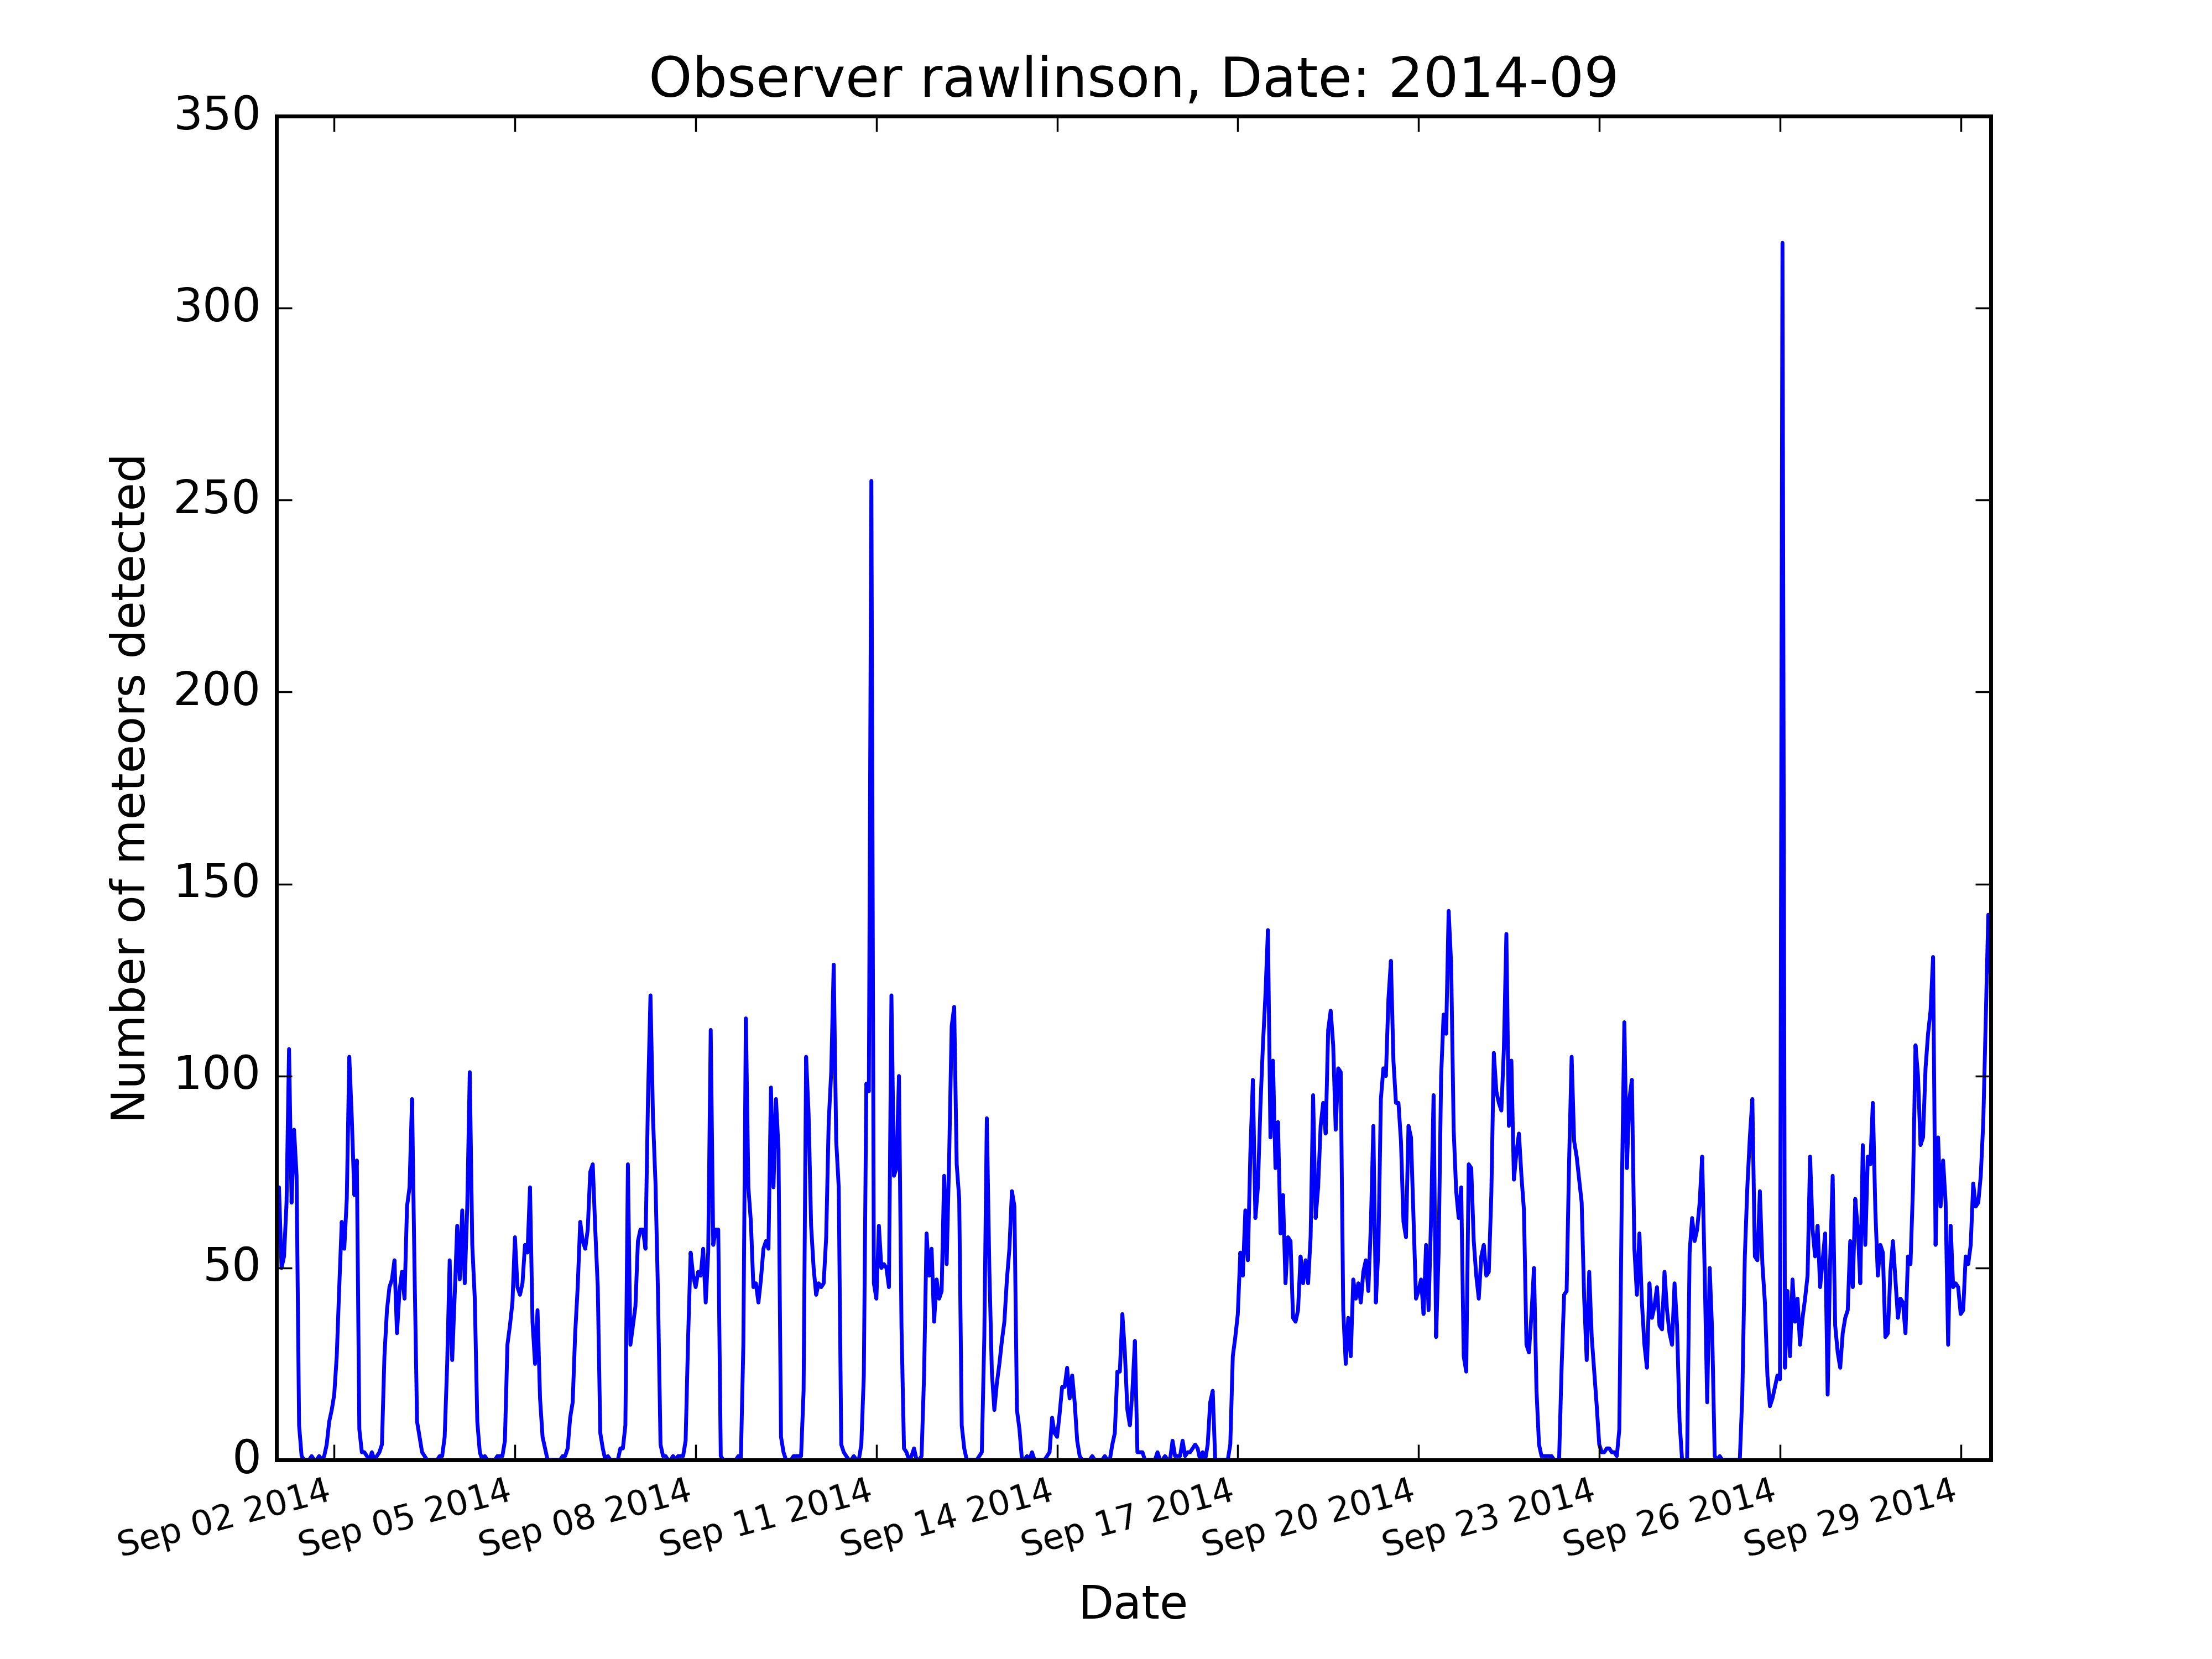 Observer rawlinson, Date: 2014-09
350
300
250
200
150
100
50
0
Number of meteors detected
Sep 02 2014
Sep 05 2014
Sep 08 2014
Sep 11 2014
Sep 14 2014
Sep 17 2014
Sep 20 2014
Sep 23 2014
Sep 26 2014
Sep 29 2014
Date